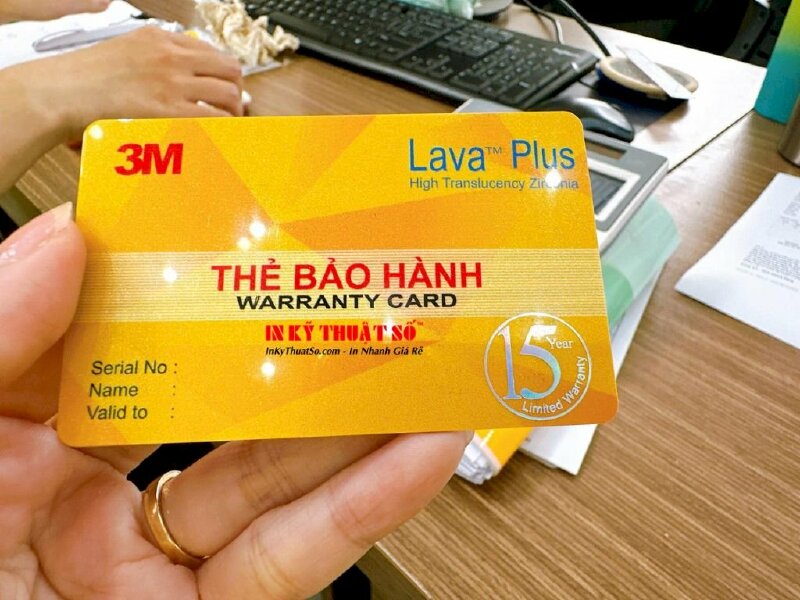 3M
Lava™ Plus
High Translucency Zirconia
THẺ BẢO HÀNH
WARRANTY CARD
IN KỸ THUẬT SỐ™
InKyThuatSo.com - In Nhanh Giá Rẻ
Serial No :
Name :
Valid to :
15 Year
Limited Warranty